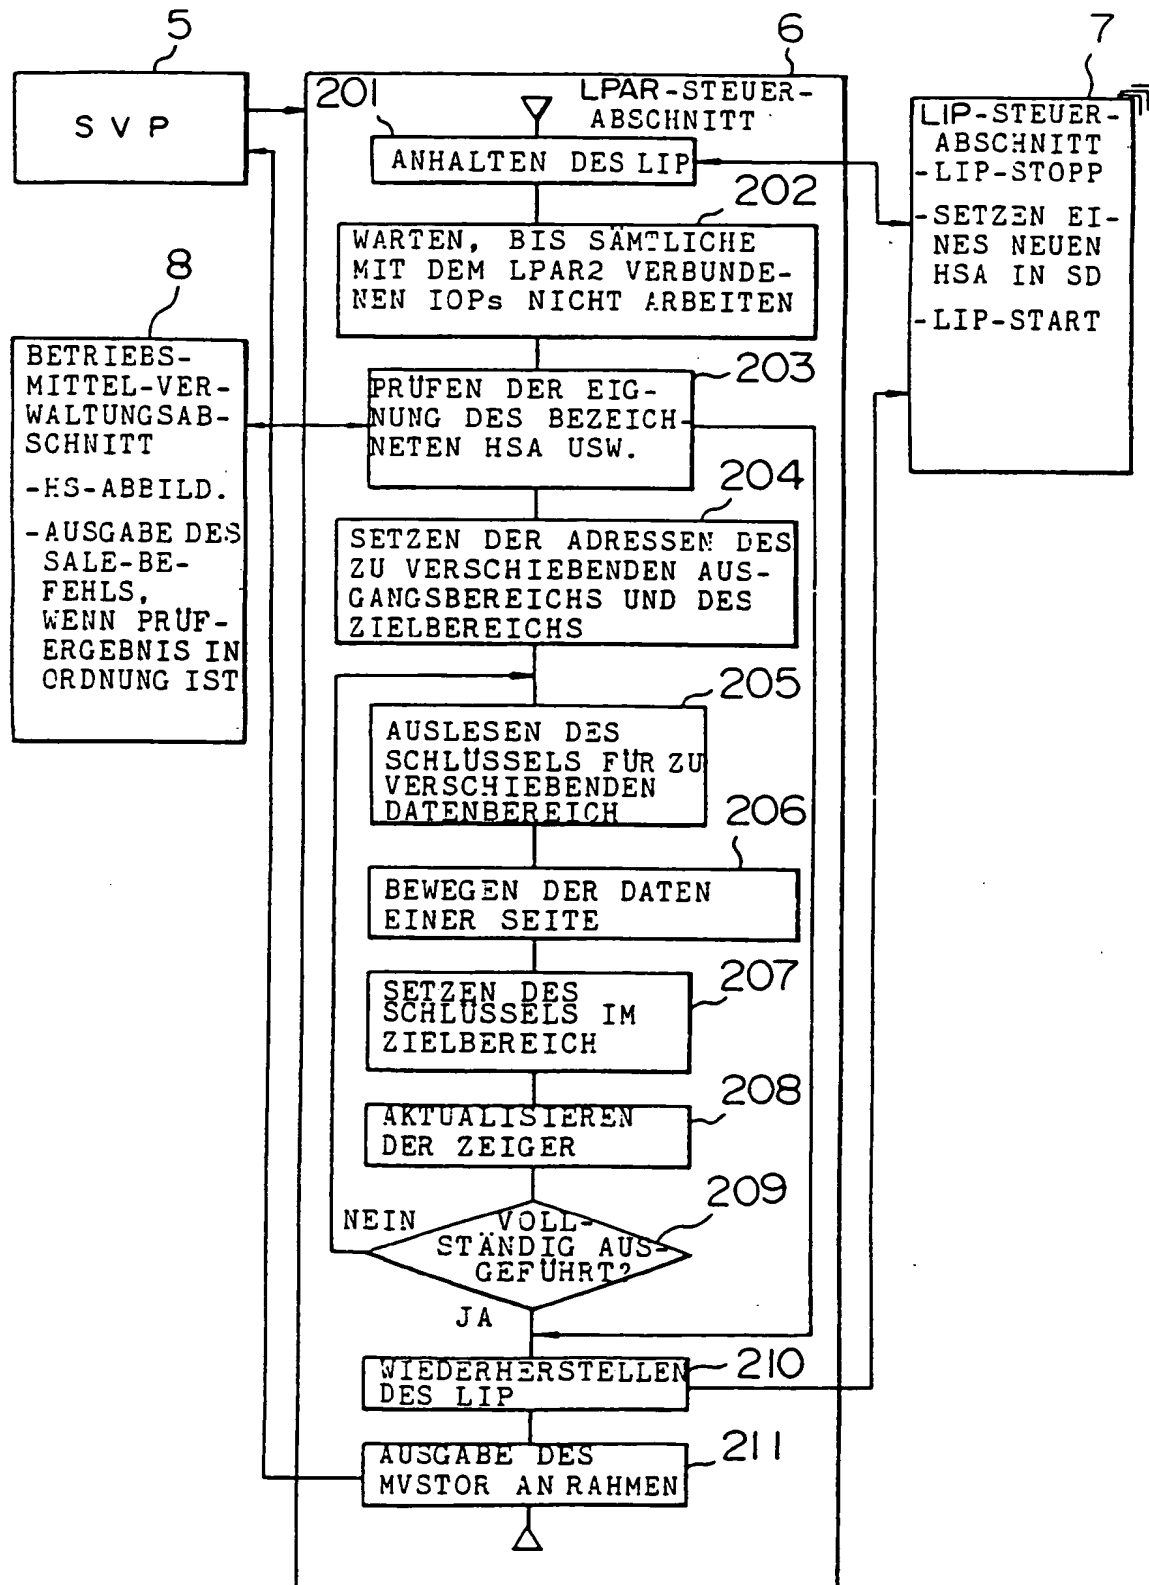 5
6
7
SVP
201
LPAR-STEUER-
ABSCHNITT
LIP-STEUER-
ABSCHNITT
-LIP-STOPP
-SETZEN EI-
NES NEUEN
HSA IN SD
-LIP-START
ANHALTEN DES LIP
202
WARTEN, BIS SÄMTLICHE
MIT DEM LPAR2 VERBUNDE-
NEN IOPs NICHT ARBEITEN
8
BETRIEBS-
MITTEL-VER-
WALTUNGSAB-
SCHNITT
-HS-ABBILD.
-AUSGABE DES
SALE-BE-
FEHLS,
WENN PRÜF-
ERGEBNIS IN
ORDNUNG IST
203
PRÜFEN DER EIG-
NUNG DES BEZEICH-
NETEN HSA USW.
204
SETZEN DER ADRESSEN DES
ZU VERSCHIEBENDEN AUS-
GANGSBEREICHS UND DES
ZIELBEREICHS
205
AUSLESEN DES
SCHLÜSSELS FÜR ZU
VERSCHIEBENDEN
DATENBEREICH
206
BEWEGEN DER DATEN
EINER SEITE
207
SETZEN DES
SCHLÜSSELS IM
ZIELBEREICH
208
AKTUALISIEREN
DER ZEIGER
209
NEIN
VOLL-
STÄNDIG AUS-
GEFÜHRT?
JA
210
WIEDERHERSTELLEN
DES LIP
211
AUSGABE DES
MVSTOR AN RAHMEN